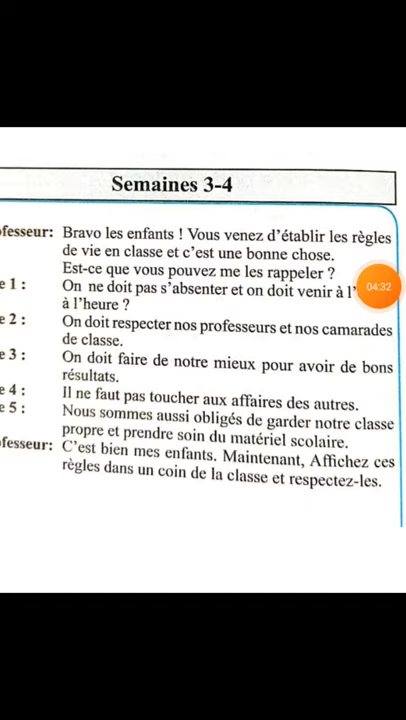 Semaines 3-4
fesseur: Bravo les enfants ! Vous venez d'établir les règles
de vie en classe et c'est une bonne chose.
Est-ce que vous pouvez me les rappeler ?
e 1 : On ne doit pas s'absenter et on doit venir à l'
04:32
à l'heure ?
e 2 : On doit respecter nos professeurs et nos camarades
de classe.
e 3 : On doit faire de notre mieux pour avoir de bons
résultats.
e 4 : Il ne faut pas toucher aux affaires des autres.
e 5 : Nous sommes aussi obligés de garder notre classe
propre et prendre soin du matériel scolaire.
fesseur: C'est bien mes enfants. Maintenant, Affichez ces
règles dans un coin de la classe et respectez-les.